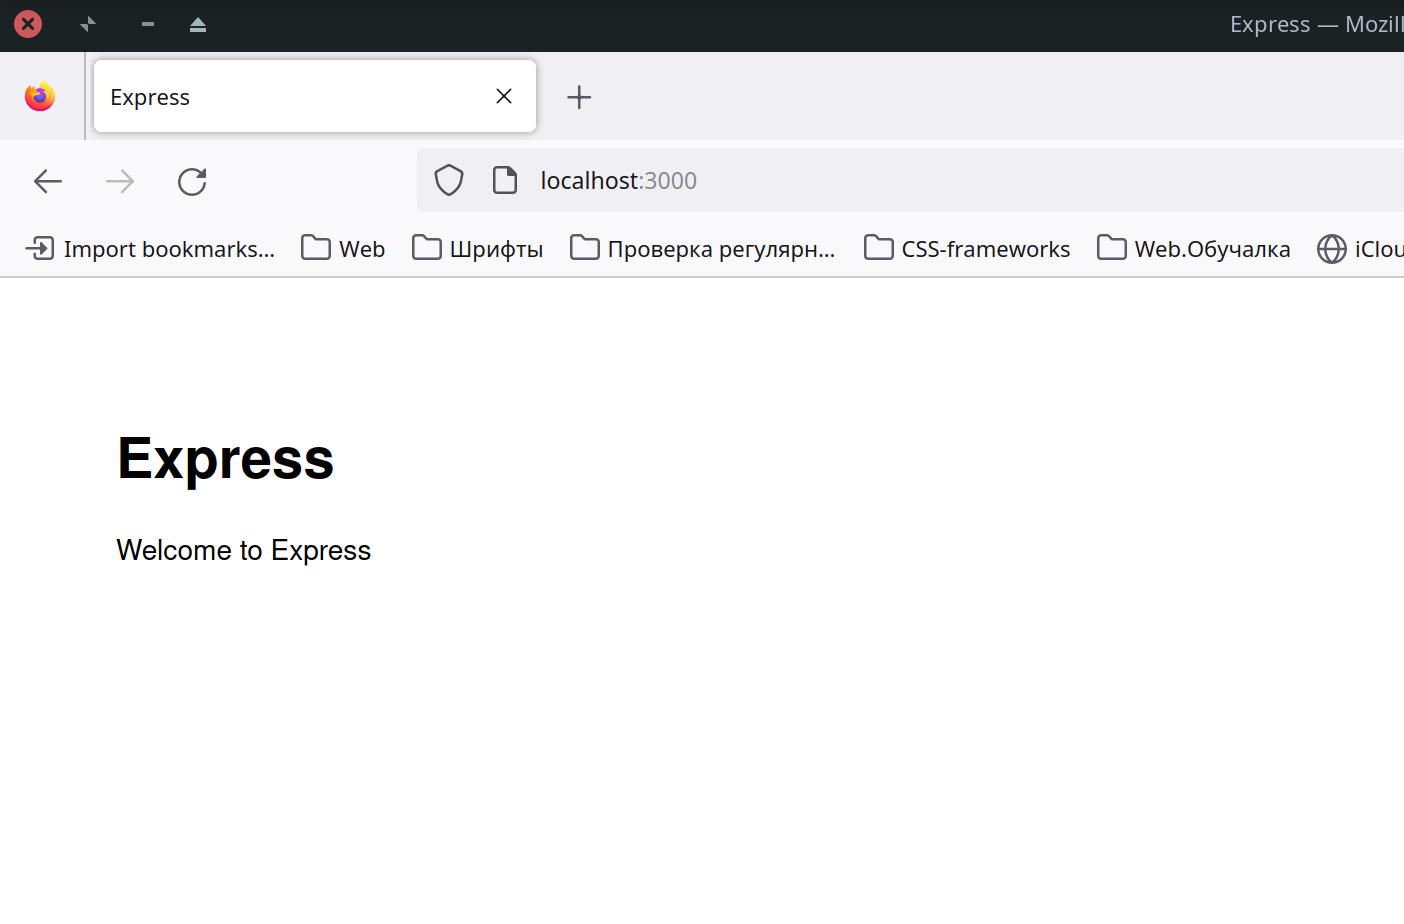 Express — Mozill
Express
localhost:3000
Import bookmarks... Web Шрифты Проверка регулярн... CSS-frameworks Web.Обучалка iClou
Express
Welcome to Express